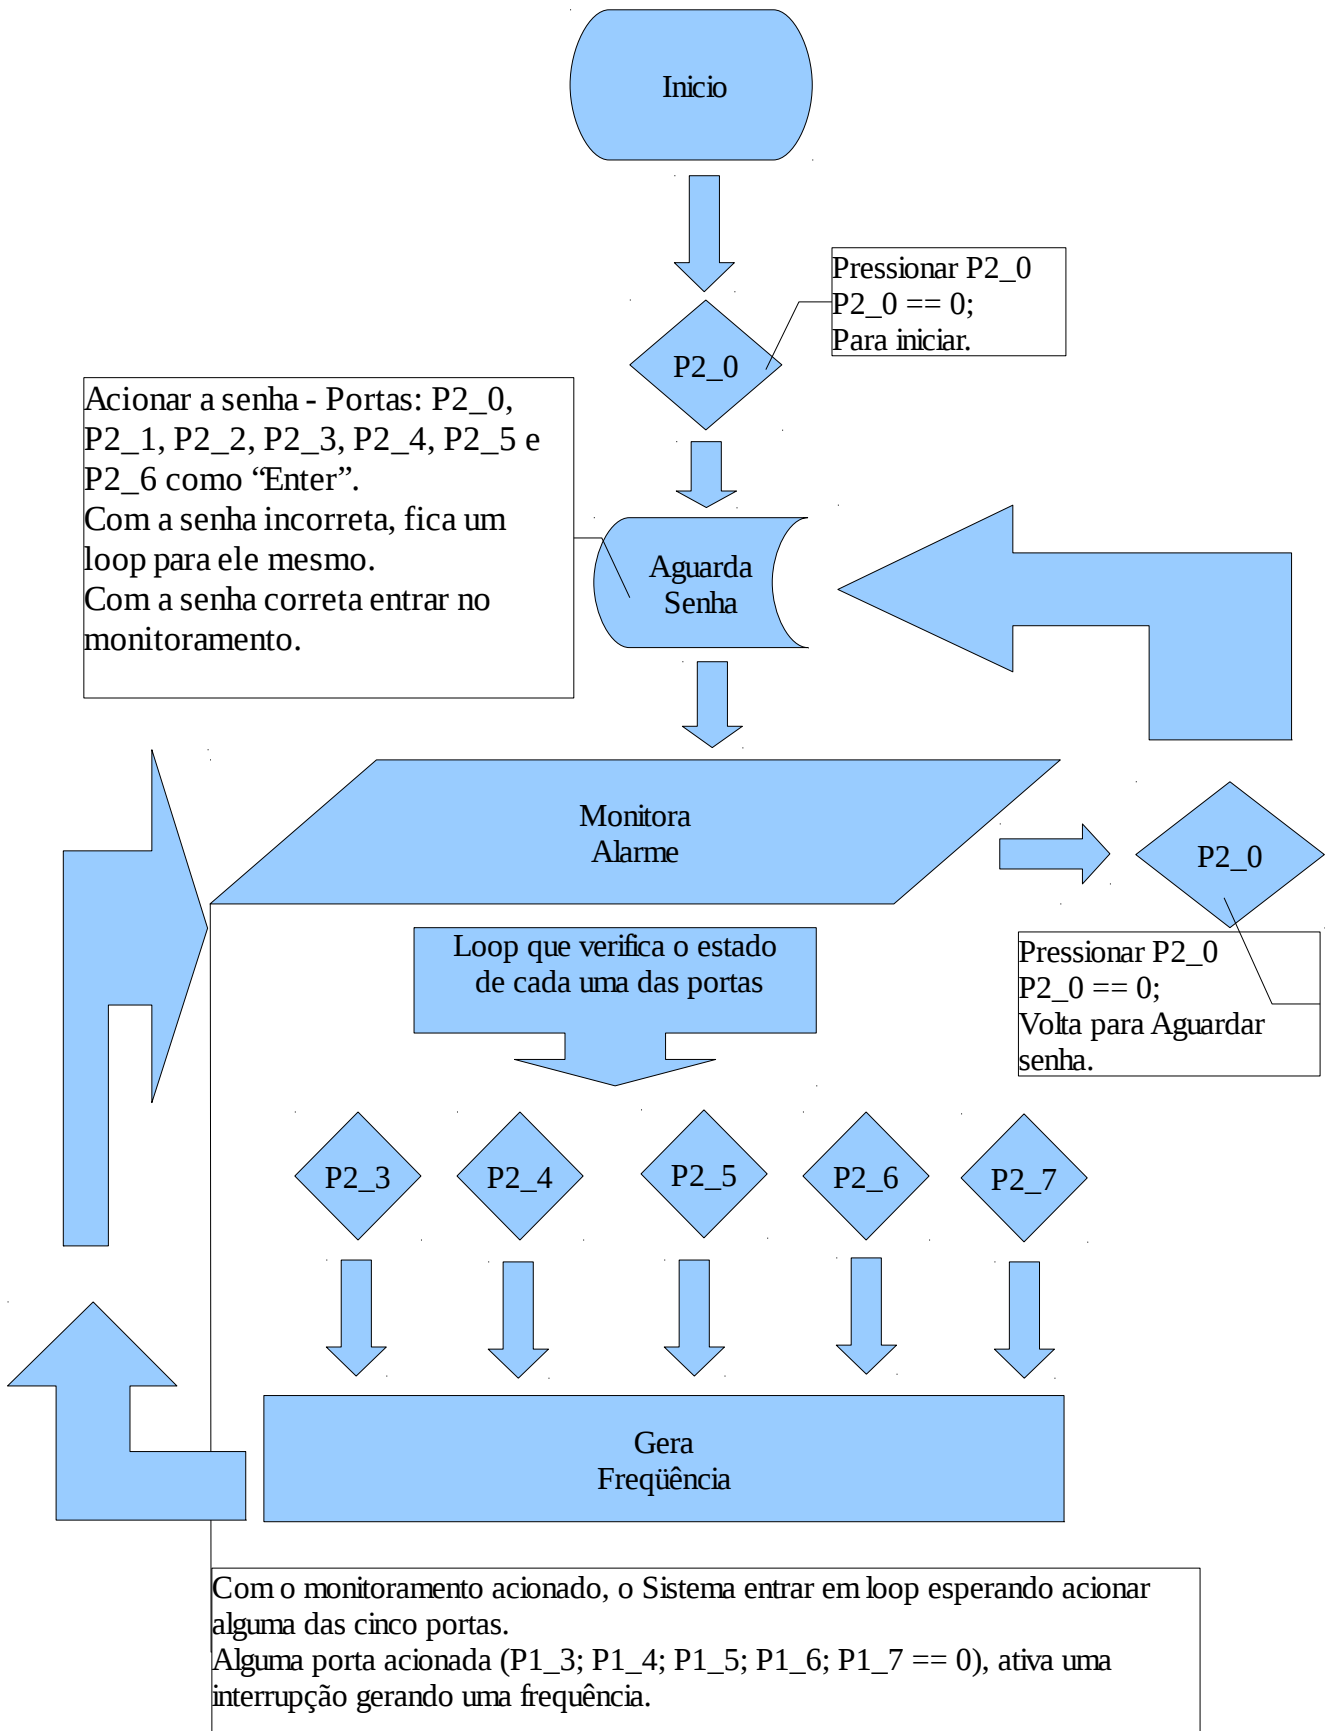 Inicio
Pressionar P2_0
P2_0 == 0;
Para iniciar.
P2_0
Acionar a senha - Portas: P2_0,
P2_1, P2_2, P2_3, P2_4, P2_5 e
P2_6 como “Enter”.
Com a senha incorreta, fica um
loop para ele mesmo.
Com a senha correta entrar no
monitoramento.
Aguarda
Senha
Monitora
Alarme
P2_0
Pressionar P2_0
P2_0 == 0;
Volta para Aguardar
senha.
Loop que verifica o estado
de cada uma das portas
P2_3
P2_4
P2_5
P2_6
P2_7
Gera
Freqüência
Com o monitoramento acionado, o Sistema entrar em loop esperando acionar
alguma das cinco portas.
Alguma porta acionada (P1_3; P1_4; P1_5; P1_6; P1_7 == 0), ativa uma
interrupção gerando uma frequência.